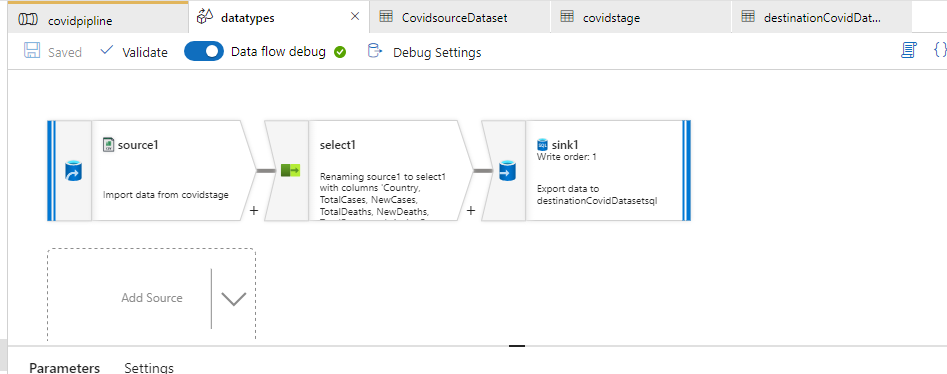 covidpipline
datatypes
CovidsourceDataset
covidstage
destinationCovidDat...
Saved
Validate
Data flow debug
Debug Settings
source1
Import data from covidstage
+
select1
Renaming source1 to select1
with columns 'Country,
TotalCases, NewCases,
TotalDeaths, NewDeaths,
+
SQL
sink1
Write order: 1
Export data to
destinationCovidDatasetsql
Add Source
Parameters
Settings